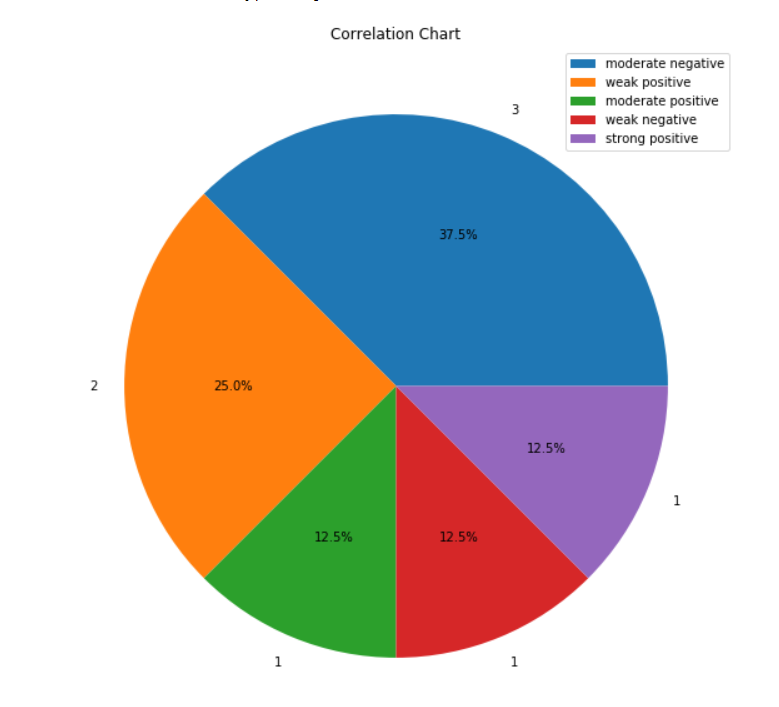 Correlation Chart
moderate negative
weak positive
moderate positive
weak negative
strong positive
3
37.5%
2
25.0%
12.5%
1
12.5%
12.5%
1
1